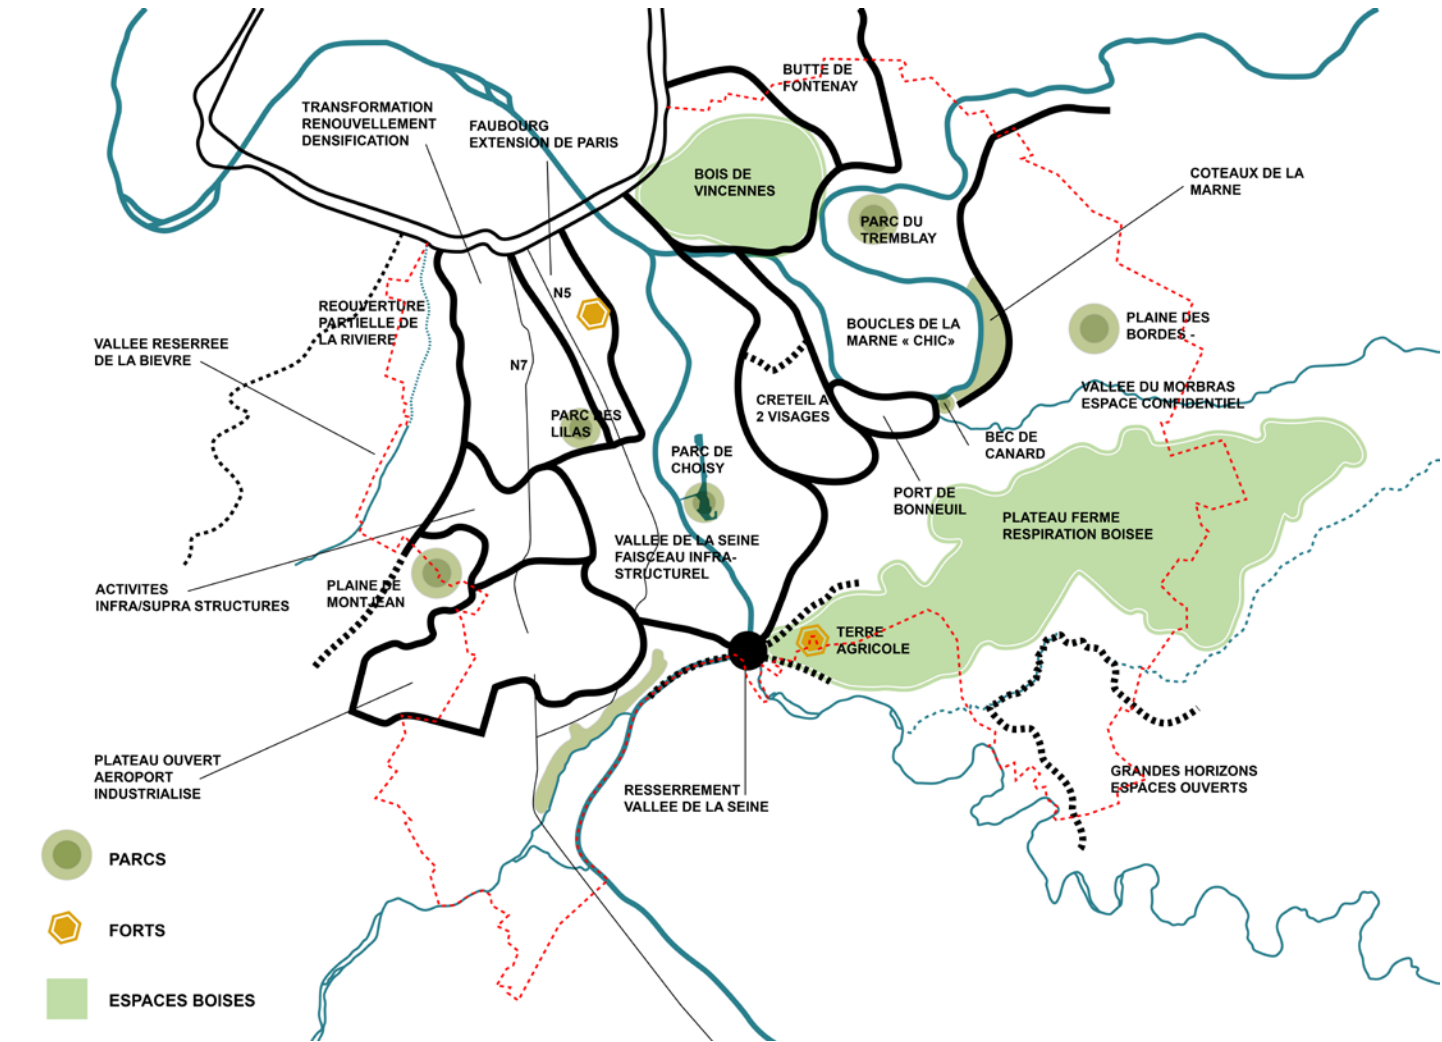 BUTTE DE
FONTENAY
TRANSFORMATION
RENOUVELLEMENT
DENSIFICATION
FAUBOURG
EXTENSION DE PARIS
BOIS DE
VINCENNES
COTEAUX DE LA
MARNE
PARC DU
TREMBLAY
N5
REOUVERTURE
PARTIELLE DE
LA RIVIERE
BOUCLES DE LA
MARNE « CHIC»
PLAINE DES
BORDES -
VALLEE RESERREE
DE LA BIEVRE
N7
VALLEE DU MORBRAS
ESPACE CONFIDENTIEL
CRETEIL A
2 VISAGES
PARC DES
LILAS
BEC DE
CANARD
PARC DE
CHOISY
PORT DE
BONNEUIL
PLATEAU FERME
RESPIRATION BOISEE
VALLEE DE LA SEINE
FAISCEAU INFRA-
STRUCTUREL
ACTIVITES
INFRA/SUPRA STRUCTURES
PLAINE DE
MONTJEAN
TERRE
AGRICOLE
PLATEAU OUVERT
AEROPORT
INDUSTRIALISE
GRANDES HORIZONS
ESPACES OUVERTS
RESSERREMENT
VALLEE DE LA SEINE
PARCS
FORTS
ESPACES BOISES